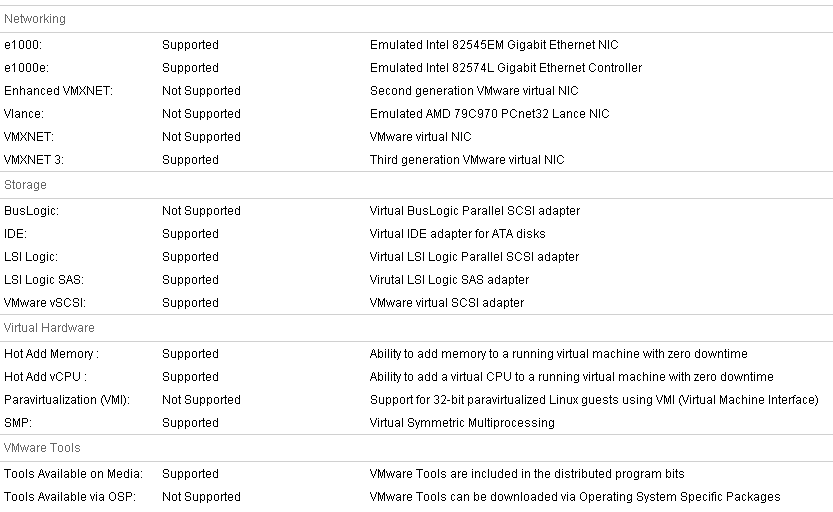 Networking
e1000: Supported Emulated Intel 82545EM Gigabit Ethernet NIC
e1000e: Supported Emulated Intel 82574L Gigabit Ethernet Controller
Enhanced VMXNET: Not Supported Second generation VMware virtual NIC
Vlance: Not Supported Emulated AMD 79C970 PCnet32 Lance NIC
VMXNET: Not Supported VMware virtual NIC
VMXNET 3: Supported Third generation VMware virtual NIC
Storage
BusLogic: Not Supported Virtual BusLogic Parallel SCSI adapter
IDE: Supported Virtual IDE adapter for ATA disks
LSI Logic: Supported Virtual LSI Logic Parallel SCSI adapter
LSI Logic SAS: Supported Virutal LSI Logic SAS adapter
VMware vSCSI: Supported VMware virtual SCSI adapter
Virtual Hardware
Hot Add Memory : Supported Ability to add memory to a running virtual machine with zero downtime
Hot Add vCPU : Supported Ability to add a virtual CPU to a running virtual machine with zero downtime
Paravirtualization (VMI): Not Supported Support for 32-bit paravirtualized Linux guests using VMI (Virtual Machine Interface)
SMP: Supported Virtual Symmetric Multiprocessing
VMware Tools
Tools Available on Media: Supported VMware Tools are included in the distributed program bits
Tools Available via OSP: Not Supported VMware Tools can be downloaded via Operating System Specific Packages